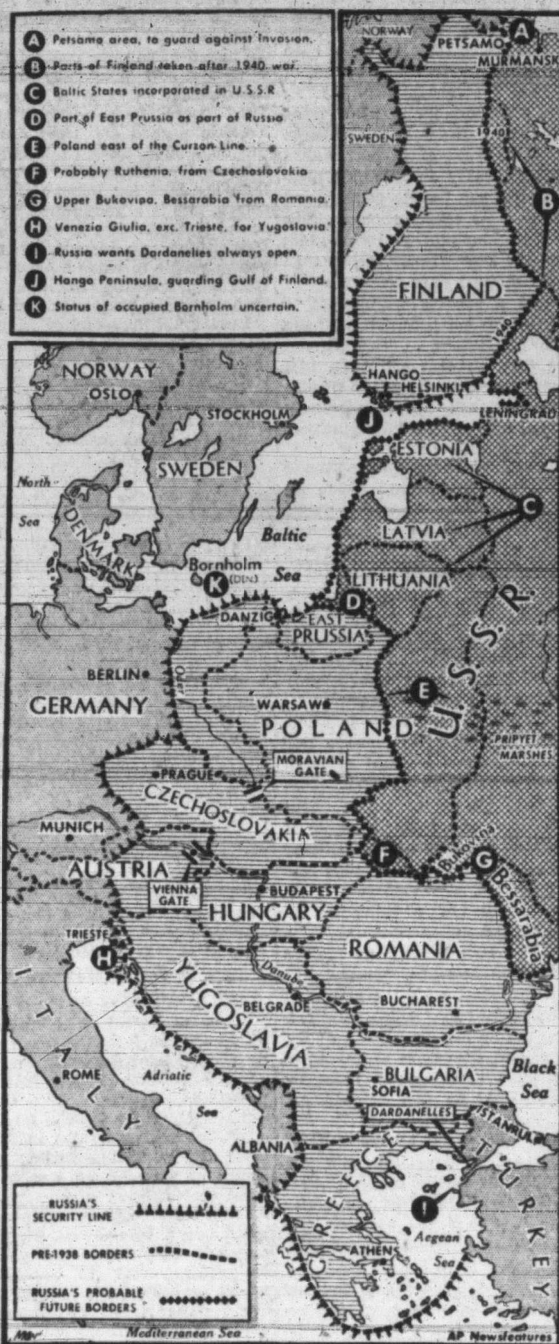 A Petsamo area, to guard against invasion.
B Parts of Finland taken after 1940 war.
C Baltic States incorporated in U.S.S.R
D Part of East Prussia as part of Russia
E Poland east of the Curzon Line.
F Probably Ruthenia, from Czechoslovakia
G Upper Bukovina, Bessarabia from Romania.
H Venezia Giulia, exc. Trieste, for Yugoslavia.
I Russia wants Dardanelles always open
J Hango Peninsula, guarding Gulf of Finland.
K Status of occupied Bornholm uncertain.
NORWAY
PETSAMO
A
MURMANSK
SWEDEN
1940
B
FINLAND
1940
HANGO
HELSINKI
LENINGRAD
J
NORWAY
OSLO
STOCKHOLM
SWEDEN
ESTONIA
C
North
Sea
DENMARK
Baltic
Sea
LATVIA
LITHUANIA
Bornholm
(DEN)
K
DANZIG
D
EAST
PRUSSIA
U.S.S.R
BERLIN
GERMANY
Oder
WARSAW
POLAND
E
PRIPYET
MARSHES
MORAVIAN
GATE
PRAGUE
CZECHOSLOVAKIA
MUNICH
AUSTRIA
VIENNA
GATE
F
Bukovina
G
Bessarabia
BUDAPEST
HUNGARY
ROMANIA
TRIESTE
H
YUGOSLAVIA
Danube
BELGRADE
BUCHAREST
ITALY
ROME
Adriatic
Sea
BULGARIA
SOFIA
Black
Sea
DARDANELLES
ISTANBUL
ALBANIA
GREECE
TURKEY
I
Aegean
Sea
ATHEN
RUSSIA'S
SECURITY LINE
PRE-1938 BORDERS
RUSSIA'S PROBABLE
FUTURE BORDERS
Mediterranean Sea
AP Newsfeatures